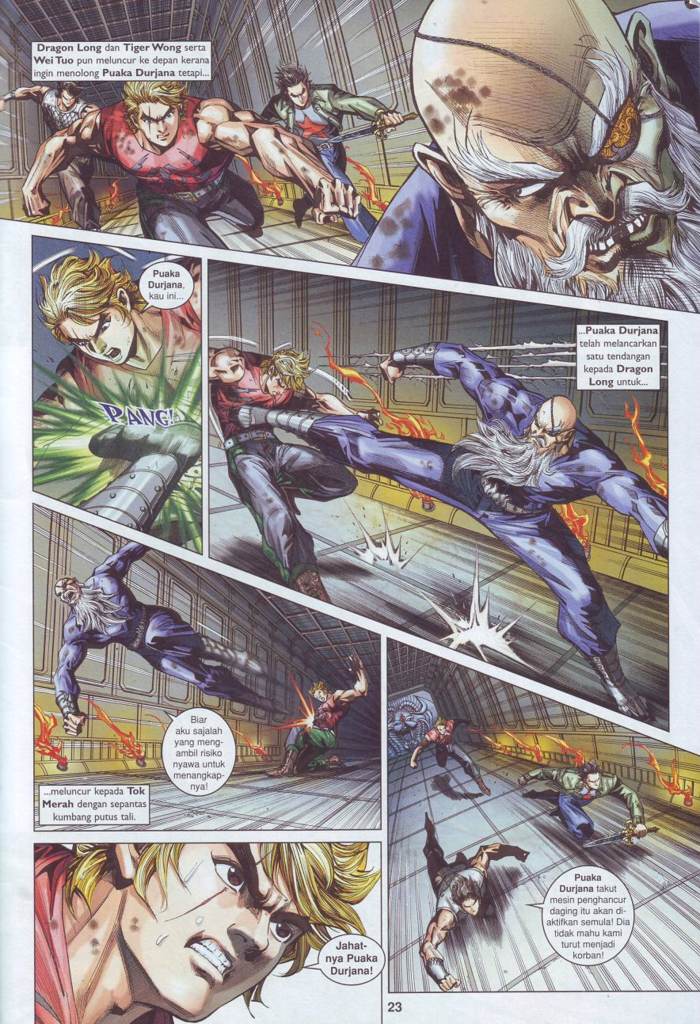 Dragon Long dan Tiger Wong serta
Wei Tuo pun meluncur ke depan kerana
ingin menolong Puaka Durjana tetapi...
Puaka
Durjana,
kau ini...
PANG!
...Puaka Durjana
telah melancarkan
satu tendangan
kepada Dragon
Long untuk...
Biar
aku sajalah
yang meng-
ambil risiko
nyawa untuk
menangkap-
nya!
...meluncur kepada Tok
Merah dengan sepantas
kumbang putus tali.
Puaka
Durjana takut
mesin penghancur
daging itu akan di-
aktifkan semula! Dia
tidak mahu kami
turut menjadi
korban!
Jahat-
nya Puaka
Durjana!
23